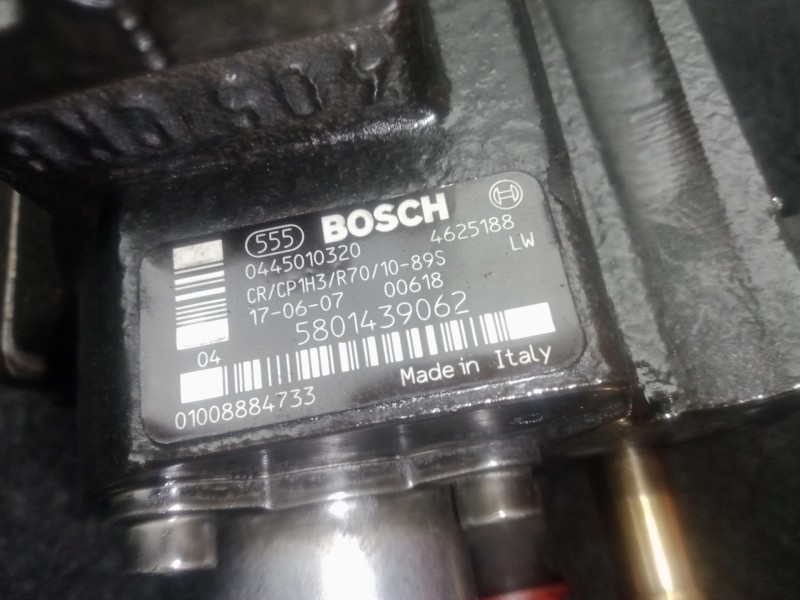 555 BOSCH
0445010320 4625188
CR/CP1H3/R70/10-89S LW
17-06-07 00618
5801439062
04
Made in Italy
01008884733